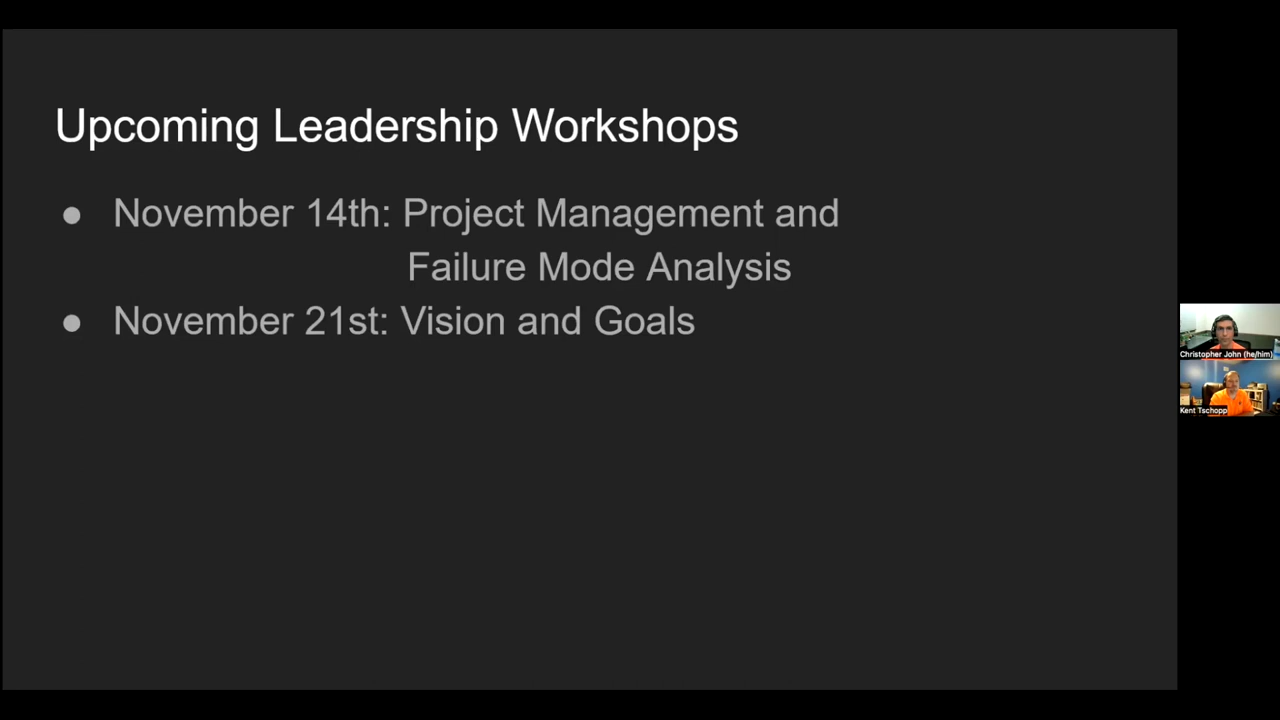 Upcoming Leadership Workshops
● November 14th: Project Management and
Failure Mode Analysis
● November 21st: Vision and Goals
Christopher John (he/him)
Kent Tschopp